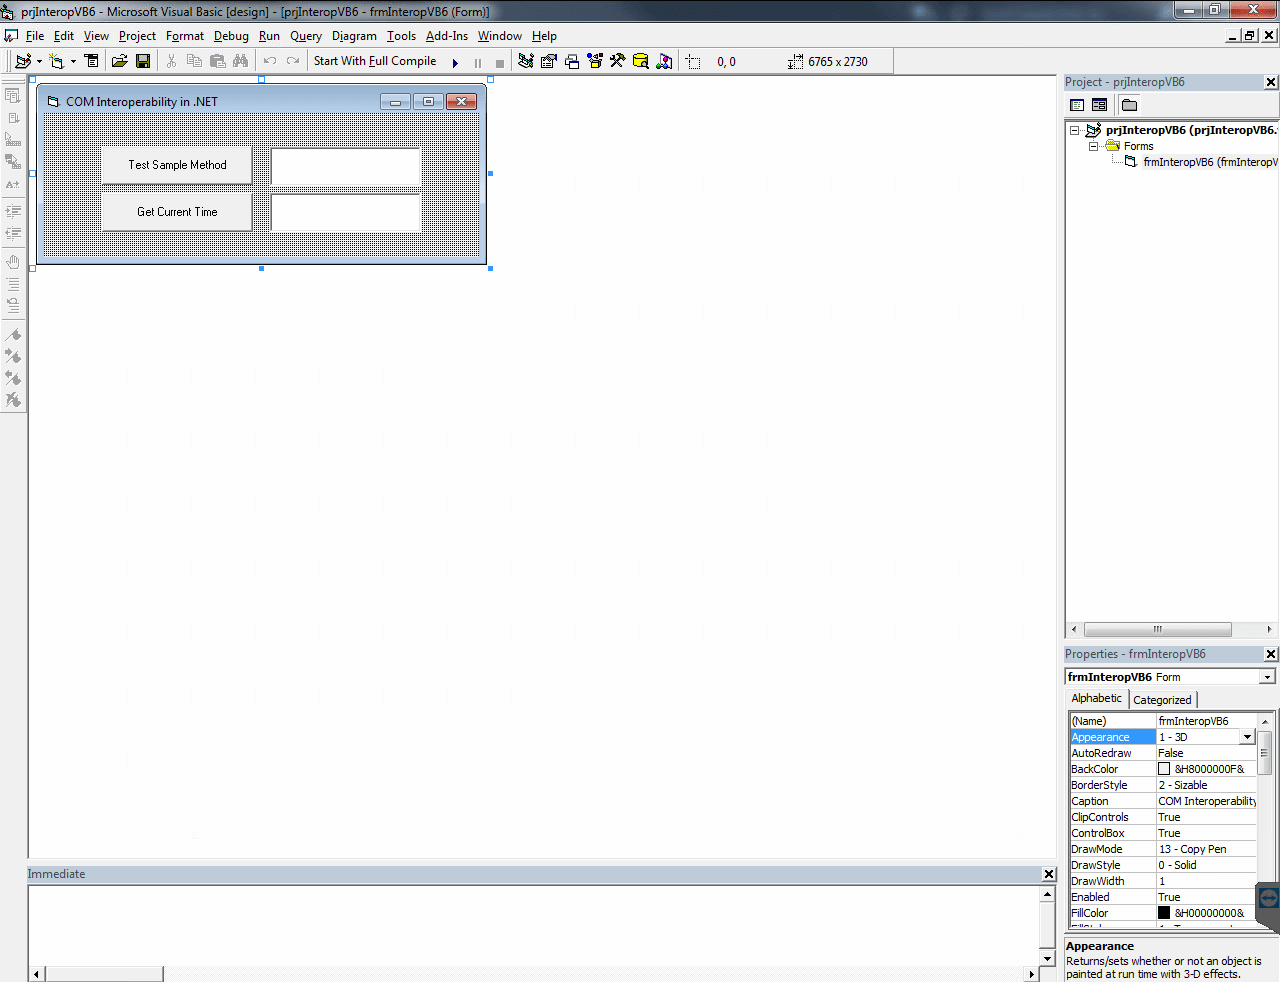 prjInteropVB6 - Microsoft Visual Basic [design] - [prjInteropVB6 - frmInteropVB6 (Form)]
File Edit View Project Format Debug Run Query Diagram Tools Add-Ins Window Help
Start With Full Compile 0, 0 6765 x 2730
COM Interoperability in .NET
Test Sample Method
Get Current Time
Project - prjInteropVB6
prjInteropVB6 (prjInteropVB6.
Forms
frmInteropVB6 (frmInteropV
Properties - frmInteropVB6
frmInteropVB6 Form
Alphabetic Categorized
(Name) frmInteropVB6
Appearance 1 - 3D
AutoRedraw False
BackColor &H8000000F&
BorderStyle 2 - Sizable
Caption COM Interoperability
ClipControls True
ControlBox True
DrawMode 13 - Copy Pen
DrawStyle 0 - Solid
DrawWidth 1
Enabled True
FillColor &H00000000&
Appearance
Returns/sets whether or not an object is
painted at run time with 3-D effects.
Immediate